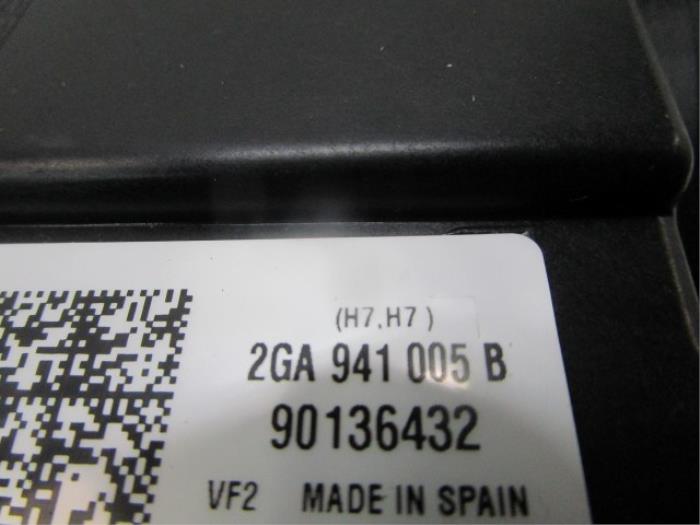 (H7,H7)
2GA 941 005 B
90136432
VF2 MADE IN SPAIN